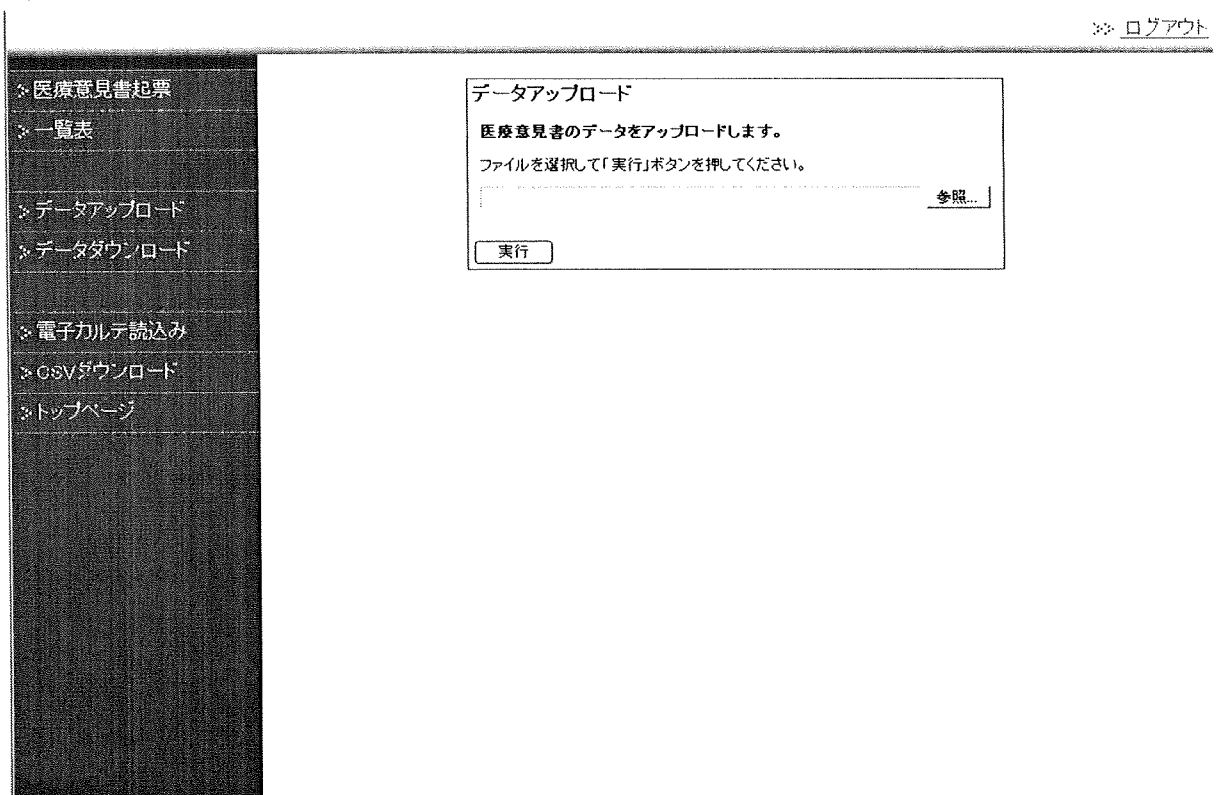 >> ログアウト
医療意見書起票
一覧表
データアップロード
データダウンロード
電子カルテ読込み
CSVダウンロード
トップページ
データアップロード
医療意見書のデータをアップロードします。
ファイルを選択して「実行」ボタンを押してください。
参照...
実行